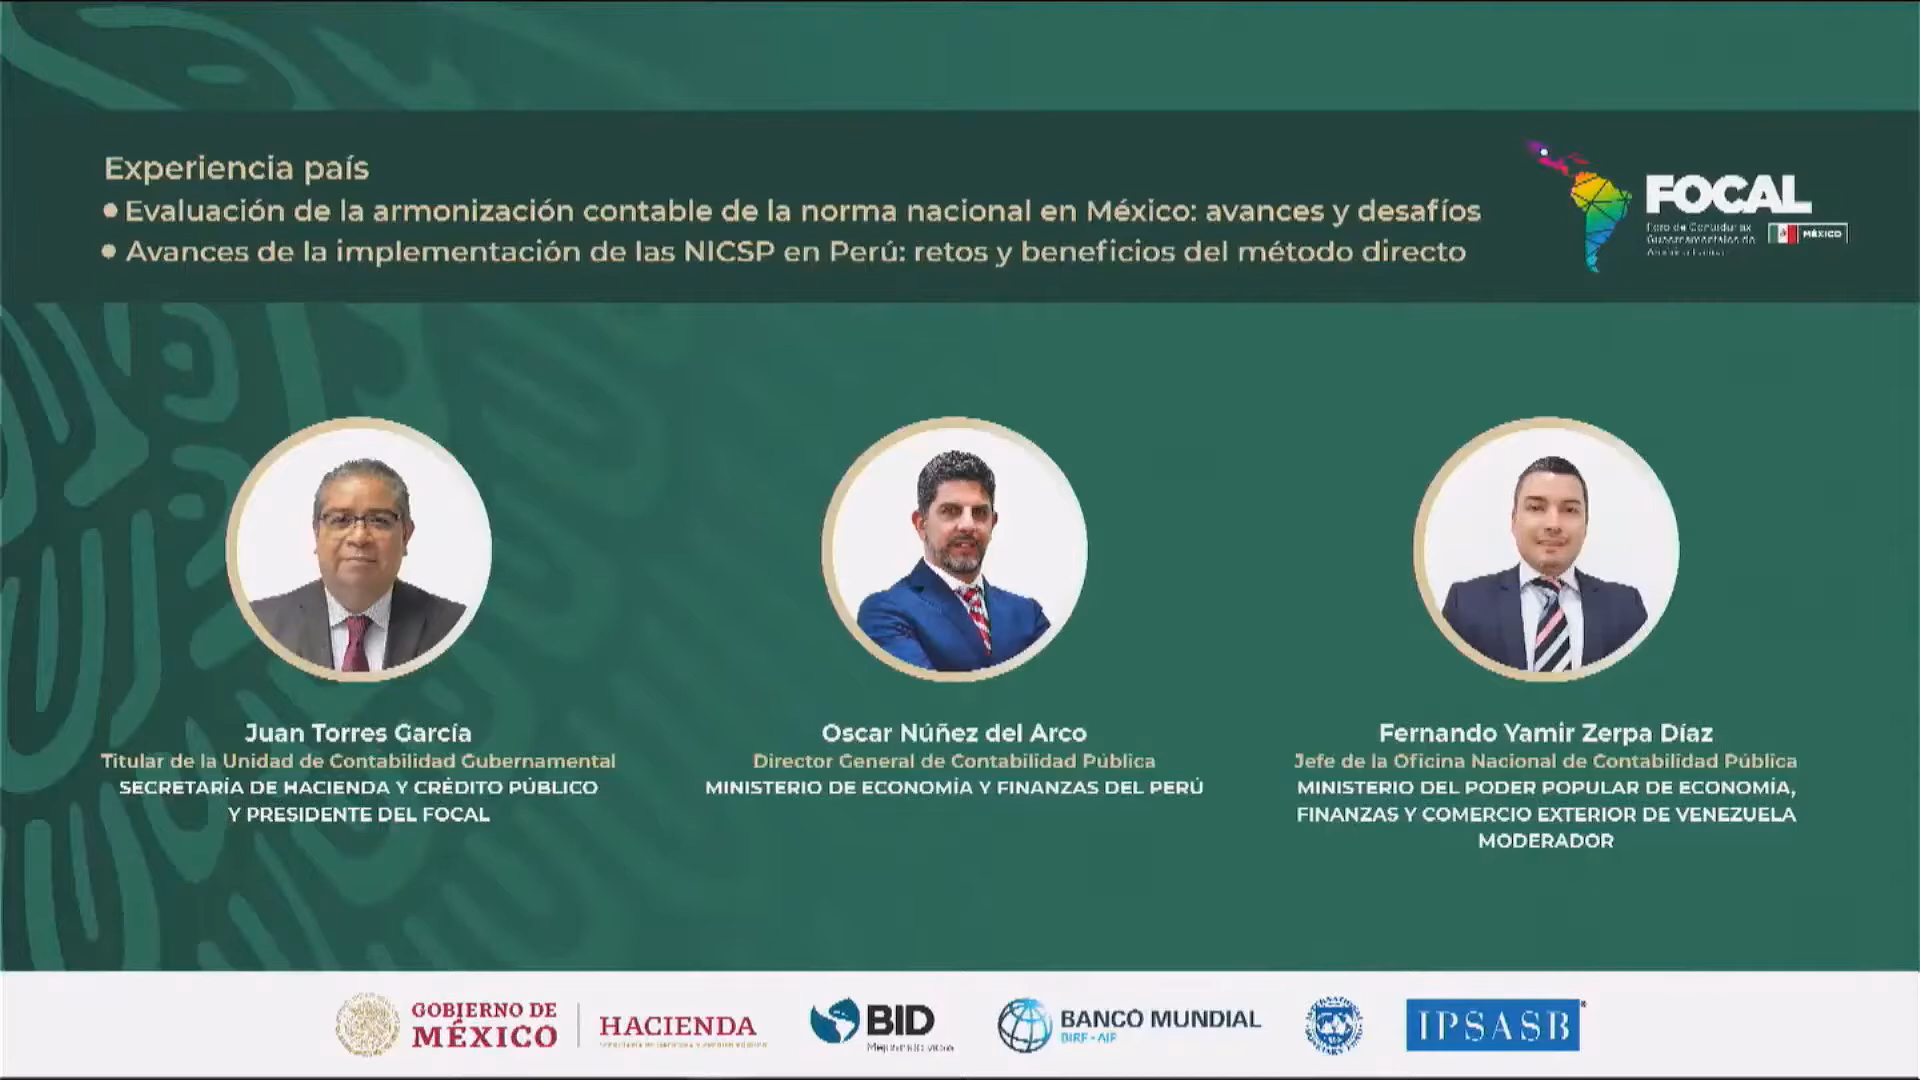 Experiencia país
• Evaluación de la armonización contable de la norma nacional en México: avances y desafíos
• Avances de la implementación de las NICSP en Perú: retos y beneficios del método directo
FOCAL
MÉXICO
Juan Torres García
Titular de la Unidad de Contabilidad Gubernamental
SECRETARÍA DE HACIENDA Y CRÉDITO PÚBLICO
Y PRESIDENTE DEL FOCAL
Oscar Núñez del Arco
Director General de Contabilidad Pública
MINISTERIO DE ECONOMÍA Y FINANZAS DEL PERÚ
Fernando Yamir Zerpa Díaz
Jefe de la Oficina Nacional de Contabilidad Pública
MINISTERIO DEL PODER POPULAR DE ECONOMÍA,
FINANZAS Y COMERCIO EXTERIOR DE VENEZUELA
MODERADOR
GOBIERNO DE
MÉXICO
HACIENDA
BID
BANCO MUNDIAL
BIRF - AIF
IPSASB